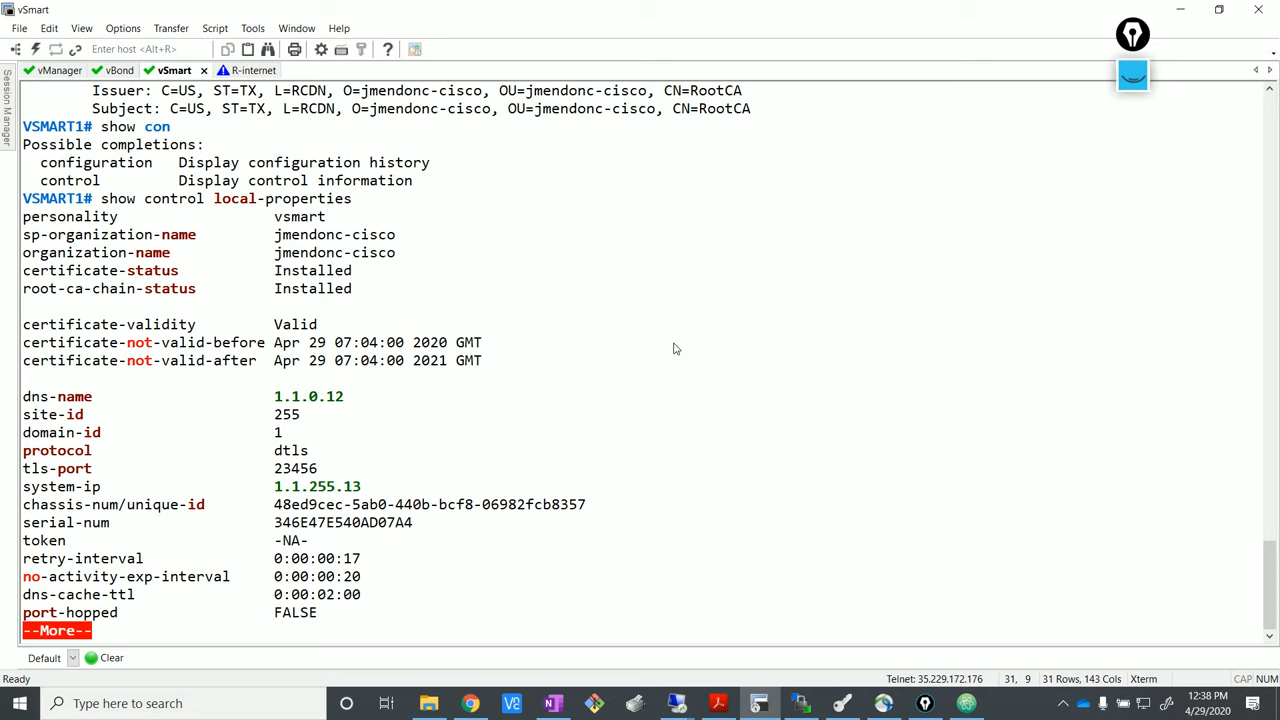 vSmart
File Edit View Options Transfer Script Tools Window Help
Enter host <Alt+R>
vManager vBond vSmart R-internet
Session Manager
Issuer: C=US, ST=TX, L=RCDN, O=jmendonc-cisco, OU=jmendonc-cisco, CN=RootCA
Subject: C=US, ST=TX, L=RCDN, O=jmendonc-cisco, OU=jmendonc-cisco, CN=RootCA
VSMART1# show con
Possible completions:
configuration Display configuration history
control Display control information
VSMART1# show control local-properties
personality vsmart
sp-organization-name jmendonc-cisco
organization-name jmendonc-cisco
certificate-status Installed
root-ca-chain-status Installed
certificate-validity Valid
certificate-not-valid-before Apr 29 07:04:00 2020 GMT
certificate-not-valid-after Apr 29 07:04:00 2021 GMT
dns-name 1.1.0.12
site-id 255
domain-id 1
protocol dtls
tls-port 23456
system-ip 1.1.255.13
chassis-num/unique-id 48ed9cec-5ab0-440b-bcf8-06982fcb8357
serial-num 346E47E540AD07A4
token -NA-
retry-interval 0:00:00:17
no-activity-exp-interval 0:00:00:20
dns-cache-ttl 0:00:02:00
port-hopped FALSE
--More--
Default Clear
Ready Telnet: 35.229.172.176 31, 9 31 Rows, 143 Cols Xterm CAP NUM
Type here to search
12:38 PM
4/29/2020